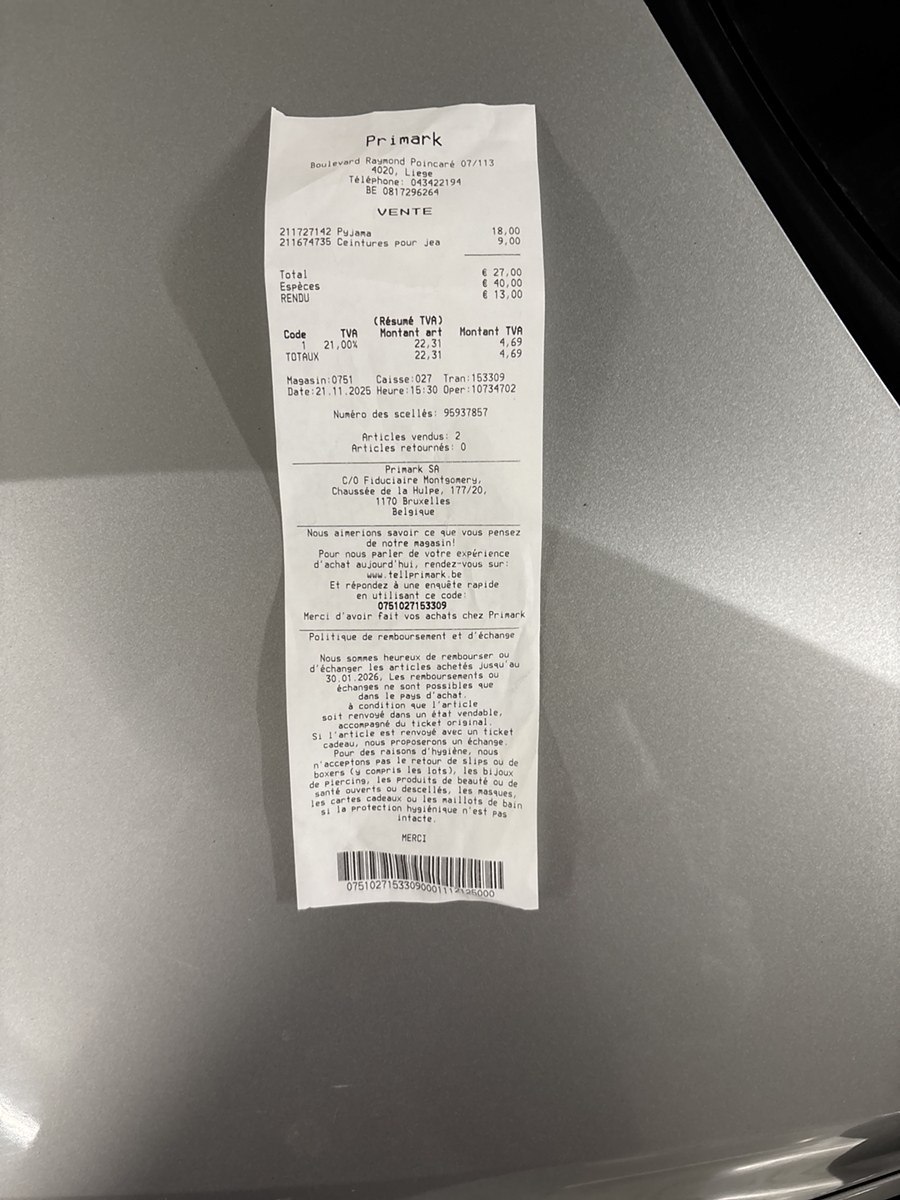 Primark
Boulevard Raymond Poincaré 07/113
4020, Liege
Téléphone: 043422194
BE 0817296264
VENTE
211727142 Pyjama 18,00
211674735 Ceintures pour jea 9,00
Total € 27,00
Espèces € 40,00
RENDU € 13,00
(Résumé TVA)
Code TVA Montant art Montant TVA
1 21,00% 22,31 4,69
TOTAUX 22,31 4,69
Magasin:0751 Caisse:027 Tran:153309
Date:21.11.2025 Heure:15:30 Oper:10734702
Numéro des scellés: 95937857
Articles vendus: 2
Articles retournés: 0
Primark SA
C/O Fiduciaire Montgomery,
Chaussée de la Hulpe, 177/20,
1170 Bruxelles
Belgique
Nous aimerions savoir ce que vous pensez
de notre magasin!
Pour nous parler de votre expérience
d'achat aujourd'hui, rendez-vous sur:
www.tellprimark.be
Et répondez à une enquête rapide
en utilisant ce code:
0751027153309
Merci d'avoir fait vos achats chez Primark
Politique de remboursement et d'échange
Nous sommes heureux de rembourser ou
d'échanger les articles achetés jusqu'au
30.01.2026, Les remboursements ou
échanges ne sont possibles que
dans le pays d'achat.
à condition que l'article
soit renvoyé dans un état vendable,
accompagné du ticket original.
Si l'article est renvoyé avec un ticket
cadeau, nous proposerons un échange.
Pour des raisons d'hygiène, nous
n'acceptons pas le retour de slips ou de
boxers (y compris les lots), les bijoux
de piercing, les produits de beauté ou de
santé ouverts ou descellés, les masques,
les cartes cadeaux ou les maillots de bain
si la protection hygiénique n'est pas
intacte.
MERCI